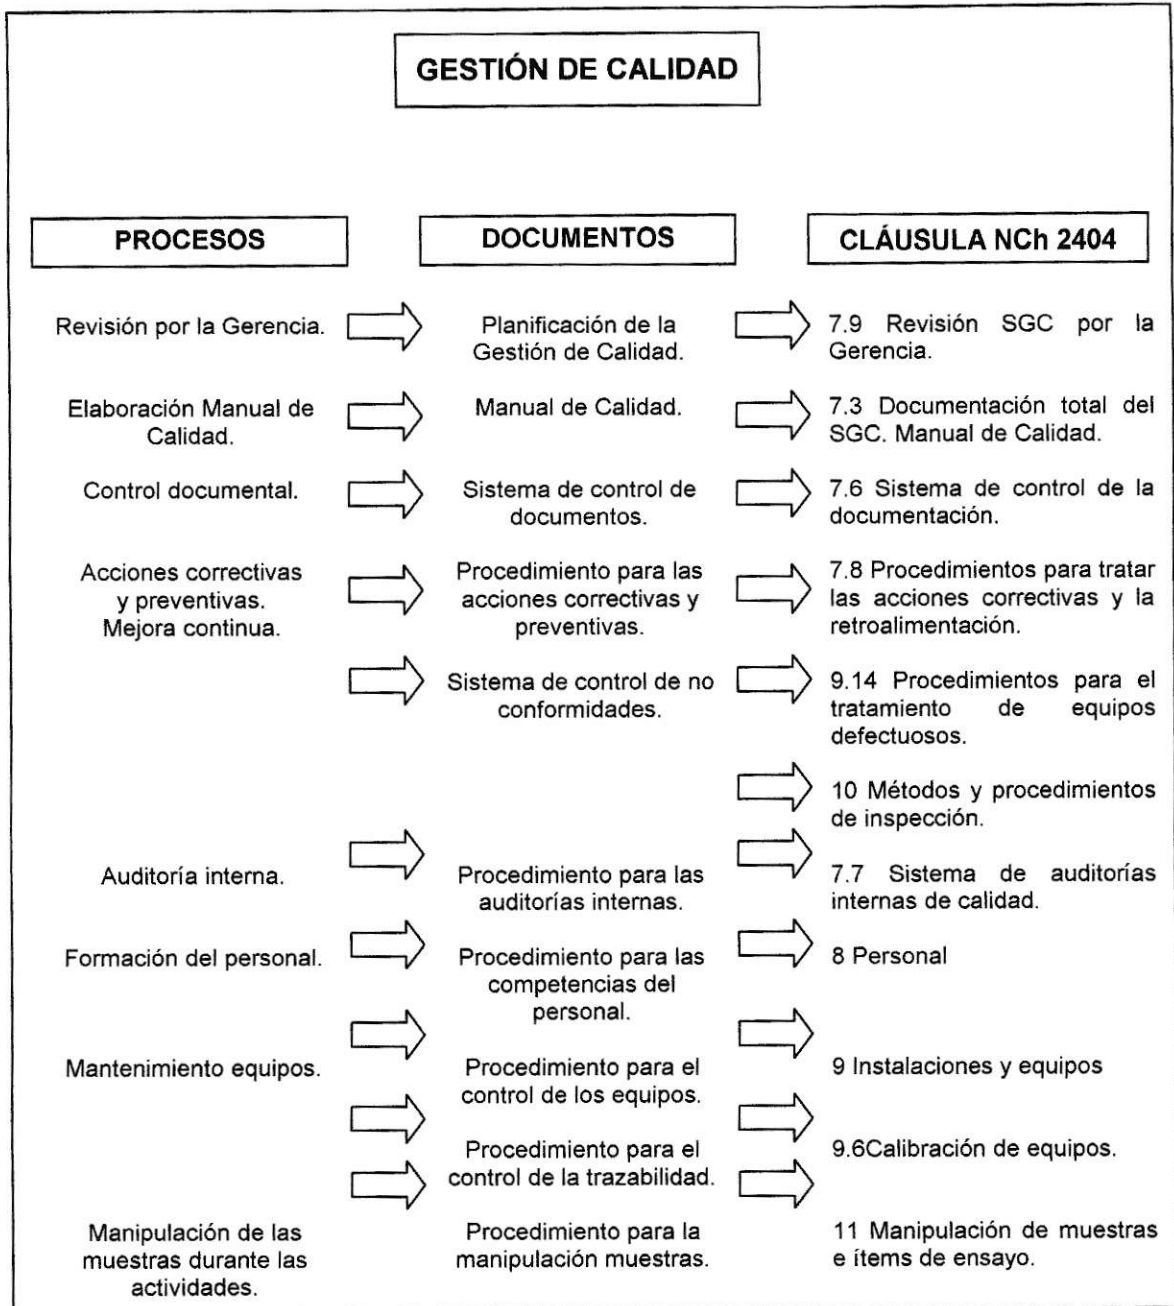 GESTIÓN DE CALIDAD
PROCESOS
DOCUMENTOS
CLÁUSULA NCh 2404
Revisión por la Gerencia.
Planificación de la
Gestión de Calidad.
7.9 Revisión SGC por la
Gerencia.
Elaboración Manual de
Calidad.
Manual de Calidad.
7.3 Documentación total del
SGC. Manual de Calidad.
Control documental.
Sistema de control de
documentos.
7.6 Sistema de control de la
documentación.
Acciones correctivas
y preventivas.
Mejora continua.
Procedimiento para las
acciones correctivas y
preventivas.
7.8 Procedimientos para tratar
las acciones correctivas y la
retroalimentación.
Sistema de control de no
conformidades.
9.14 Procedimientos para el
tratamiento de equipos
defectuosos.
10 Métodos y procedimientos
de inspección.
Auditoría interna.
Procedimiento para las
auditorías internas.
7.7 Sistema de auditorías
internas de calidad.
Formación del personal.
Procedimiento para las
competencias del
personal.
8 Personal
Mantenimiento equipos.
Procedimiento para el
control de los equipos.
9 Instalaciones y equipos
Procedimiento para el
control de la trazabilidad.
9.6Calibración de equipos.
Manipulación de las
muestras durante las
actividades.
Procedimiento para la
manipulación muestras.
11 Manipulación de muestras
e ítems de ensayo.